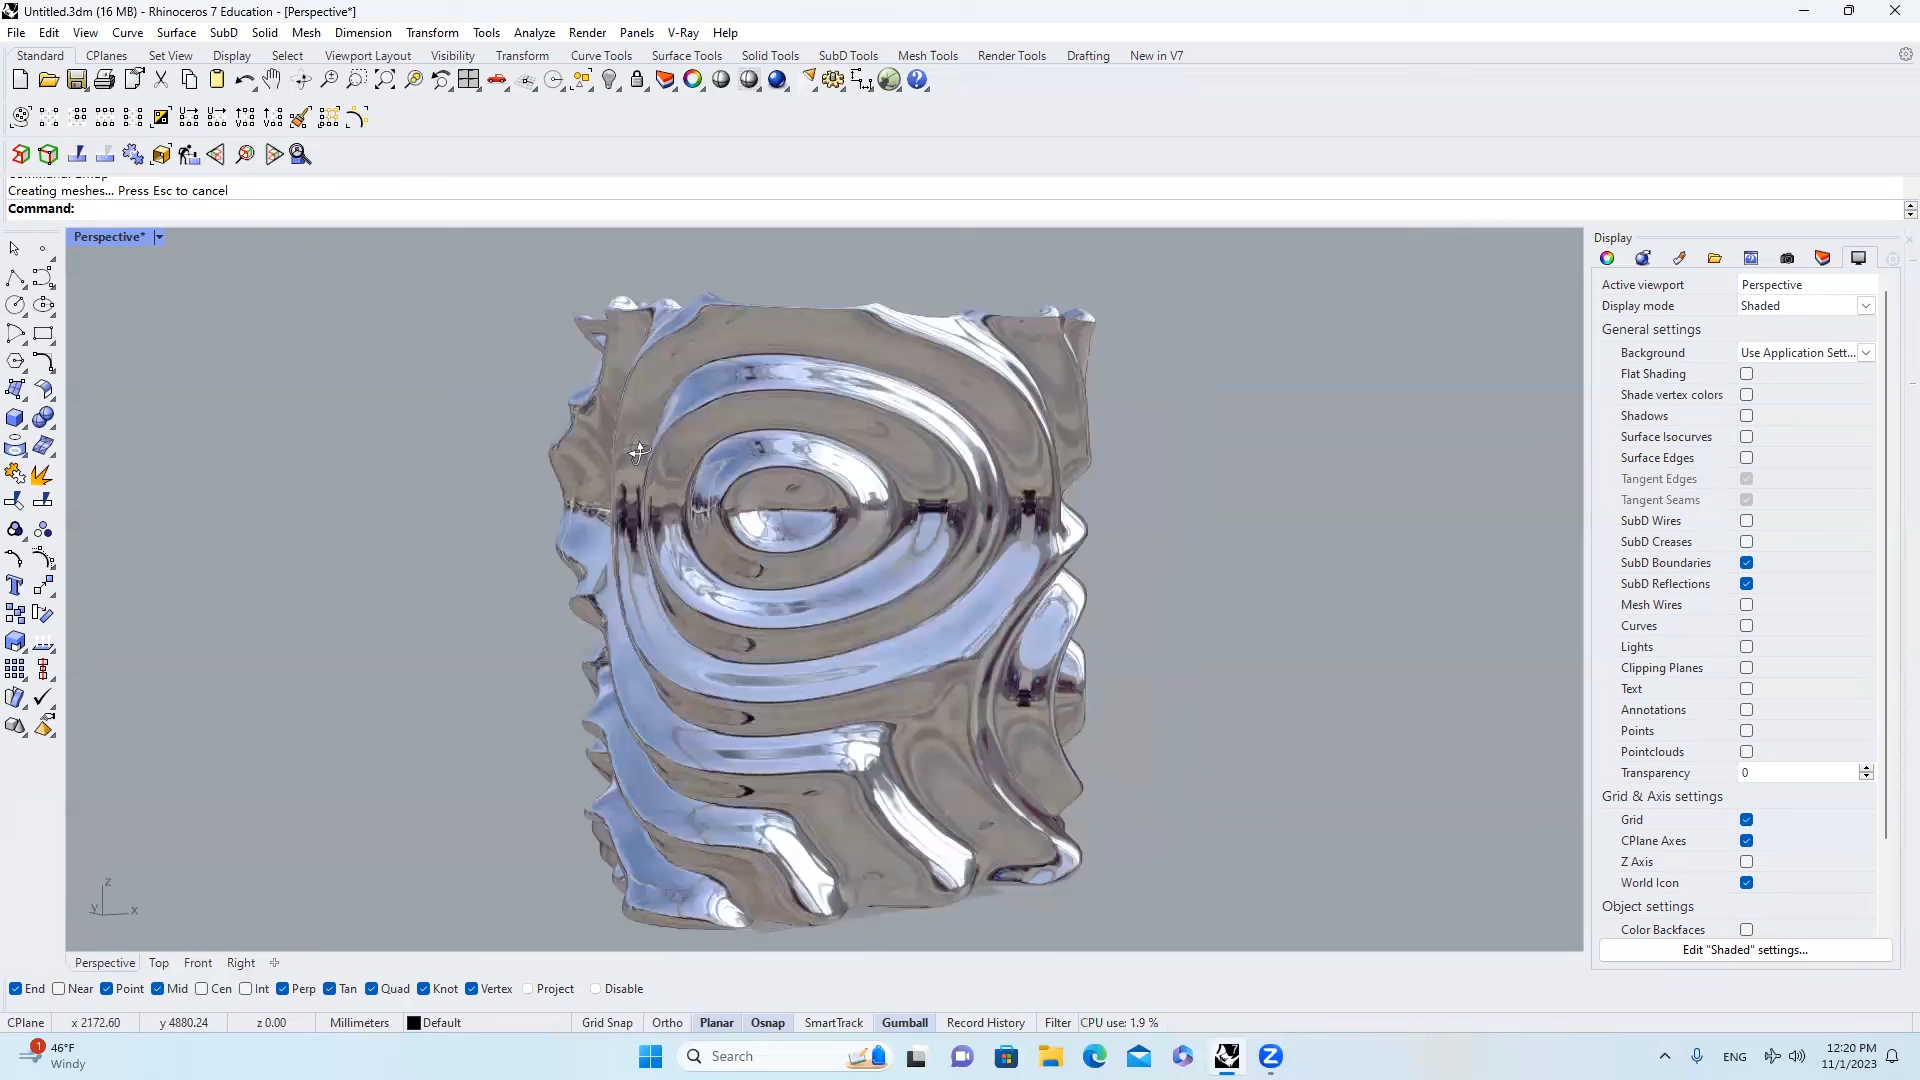 Untitled.3dm (16 MB) - Rhinoceros 7 Education - [Perspective*]
File Edit View Curve Surface SubD Solid Mesh Dimension Transform Tools Analyze Render Panels V-Ray Help
Standard CPlanes Set View Display Select Viewport Layout Visibility Transform Curve Tools Surface Tools Solid Tools SubD Tools Mesh Tools Render Tools Drafting New in V7
Creating meshes... Press Esc to cancel
Command:
Perspective*
Display
Active viewport Perspective
Display mode Shaded
General settings
Background Use Application Sett...
Flat Shading
Shade vertex colors
Shadows
Surface Isocurves
Surface Edges
Tangent Edges
Tangent Seams
SubD Wires
SubD Creases
SubD Boundaries
SubD Reflections
Mesh Wires
Curves
Lights
Clipping Planes
Text
Annotations
Points
Pointclouds
Transparency 0
Grid & Axis settings
Grid
CPlane Axes
Z Axis
World Icon
Object settings
Color Backfaces
Edit "Shaded" settings...
z
y x
Perspective Top Front Right
End Near Point Mid Cen Int Perp Tan Quad Knot Vertex Project Disable
CPlane x 2172.60 y 4880.24 z 0.00 Millimeters Default Grid Snap Ortho Planar Osnap SmartTrack Gumball Record History Filter CPU use: 1.9 %
1
46°F
Windy
Search
ENG
12:20 PM
11/1/2023